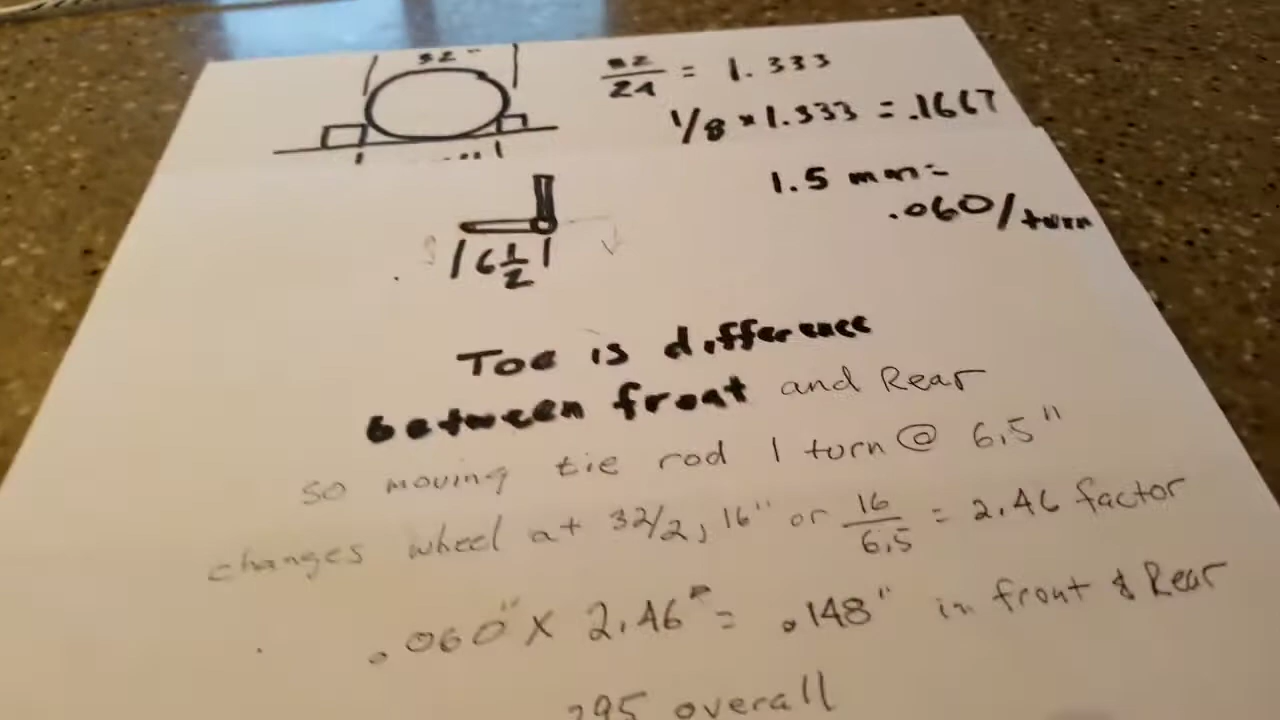 32"
32/24 = 1.333
1/8 * 1.333 = .1667
1.5 mm =
.060/turn
6 1/2
Toe is difference
between front and Rear
so moving tie rod 1 turn @ 6.5"
changes wheel at 32/2, 16" or 16/6.5 = 2.46 factor
.060" X 2.46" = .148" in front & Rear
295 overall